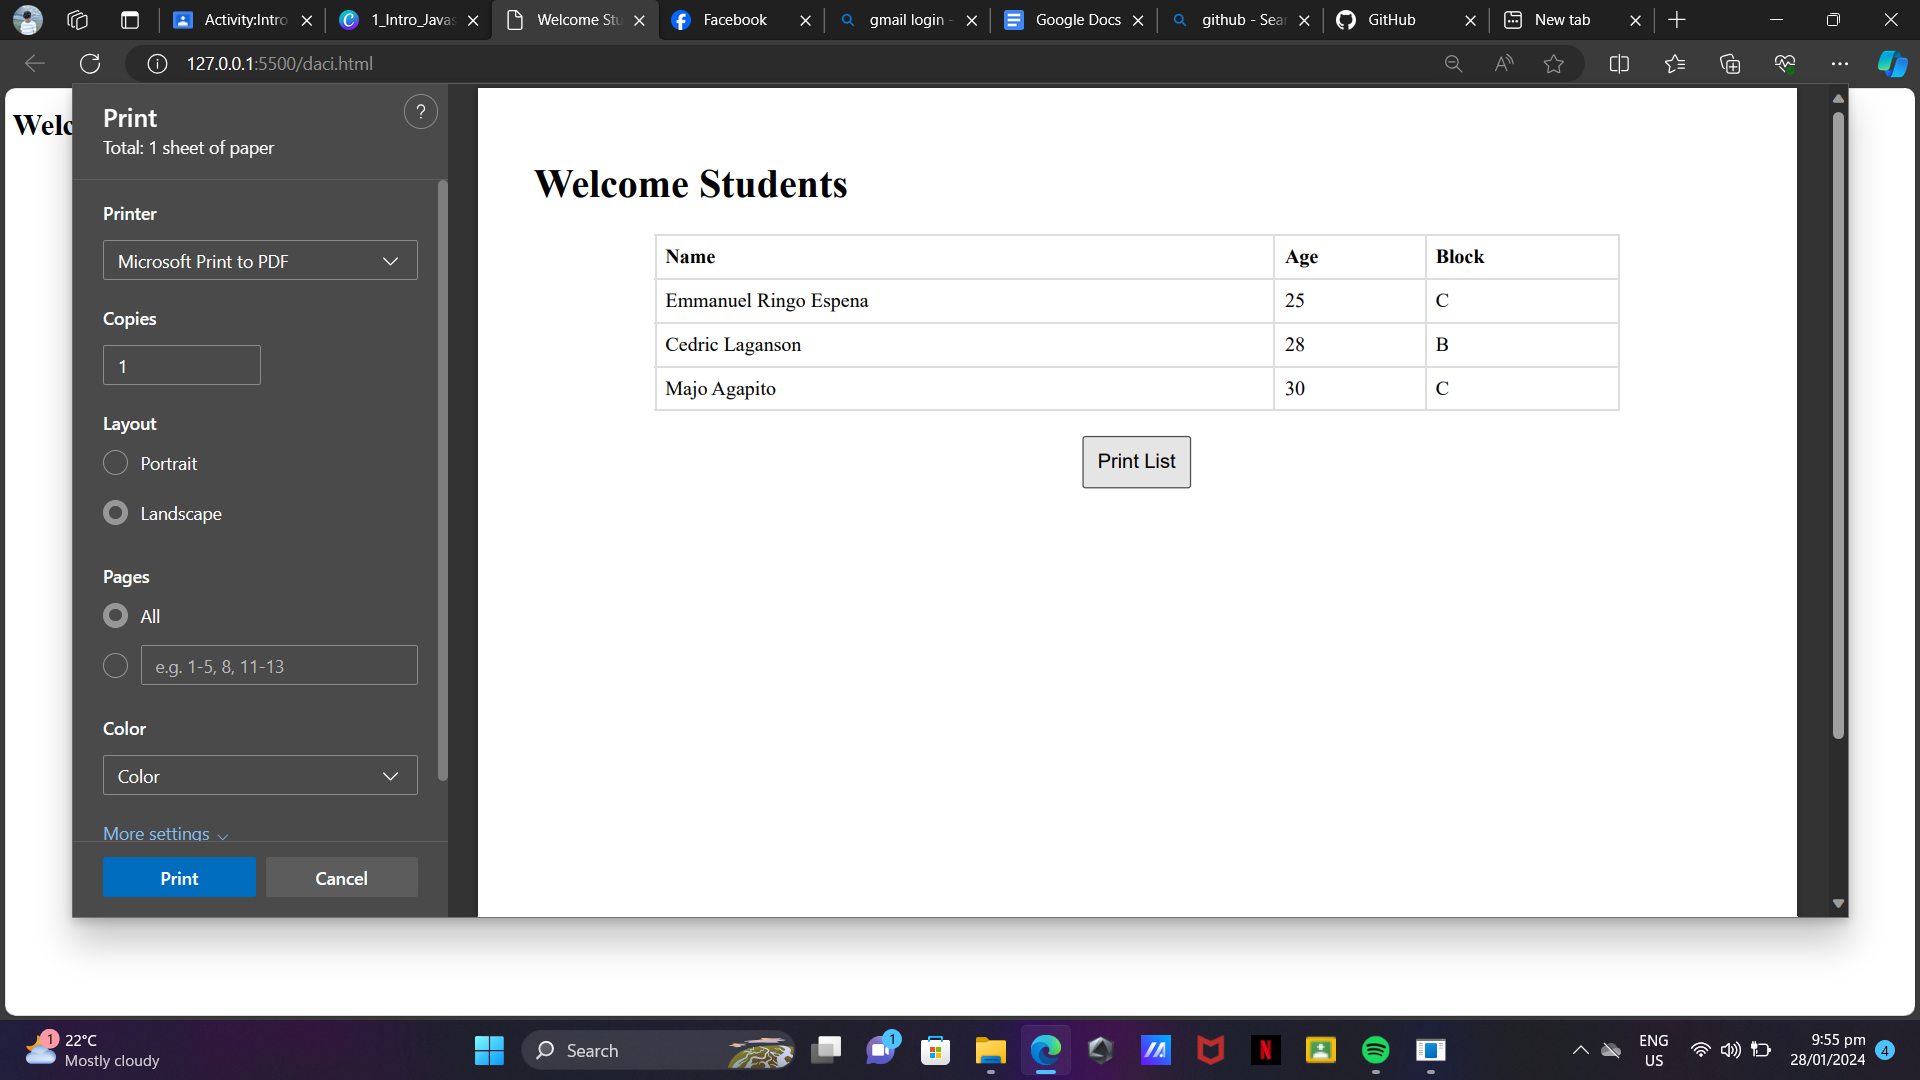 Activity:Intro
1_Intro_Javas
Welcome Stu
Facebook
gmail login -
Google Docs
github - Sear
GitHub
New tab
127.0.0.1:5500/daci.html
Welc
Print
?
Total: 1 sheet of paper
Printer
Microsoft Print to PDF
Copies
1
Layout
Portrait
Landscape
Pages
All
e.g. 1-5, 8, 11-13
Color
Color
More settings
Print
Cancel
Welcome Students
Name Age Block
Emmanuel Ringo Espena 25 C
Cedric Laganson 28 B
Majo Agapito 30 C
Print List
1
22°C
Mostly cloudy
Search
1
N
ENG
US
9:55 pm
28/01/2024
4